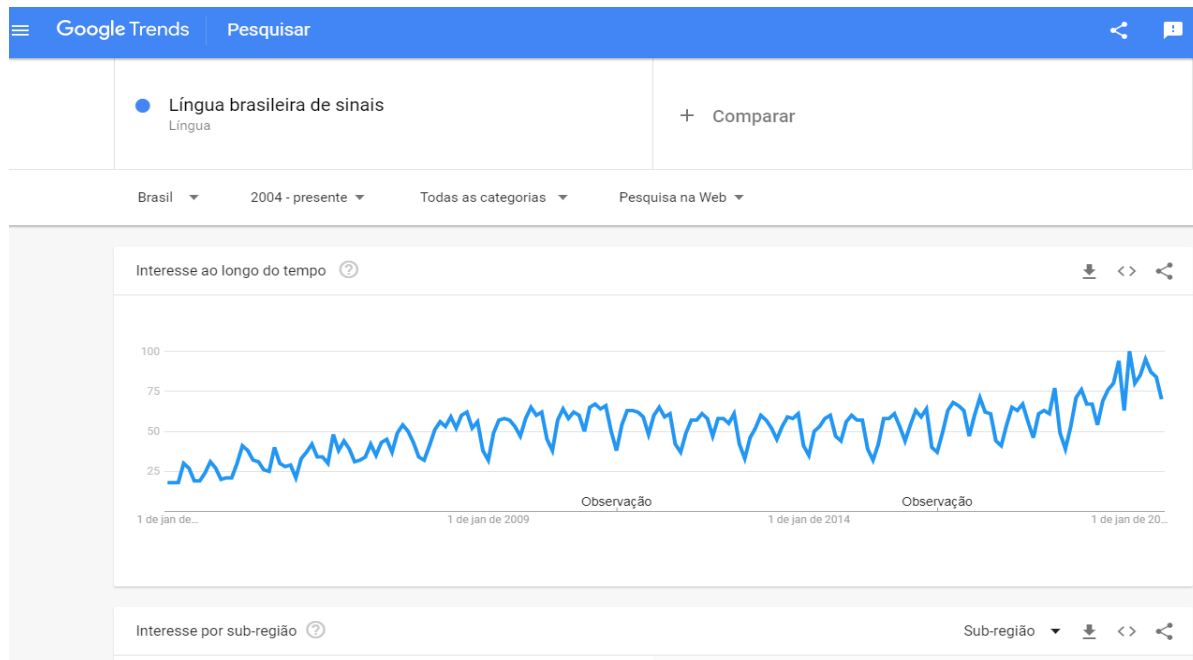 Google Trends Pesquisar
Língua brasileira de sinais
Língua
+ Comparar
Brasil 2004 - presente Todas as categorias Pesquisa na Web
Interesse ao longo do tempo
100
75
50
25
Observação Observação
1 de jan de... 1 de jan de 2009 1 de jan de 2014 1 de jan de 20...
Interesse por sub-região Sub-região